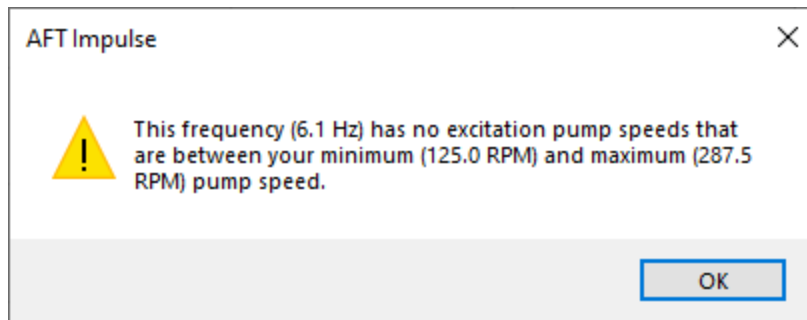 AFT Impulse
This frequency (6.1 Hz) has no excitation pump speeds that
are between your minimum (125.0 RPM) and maximum (287.5
RPM) pump speed.
OK